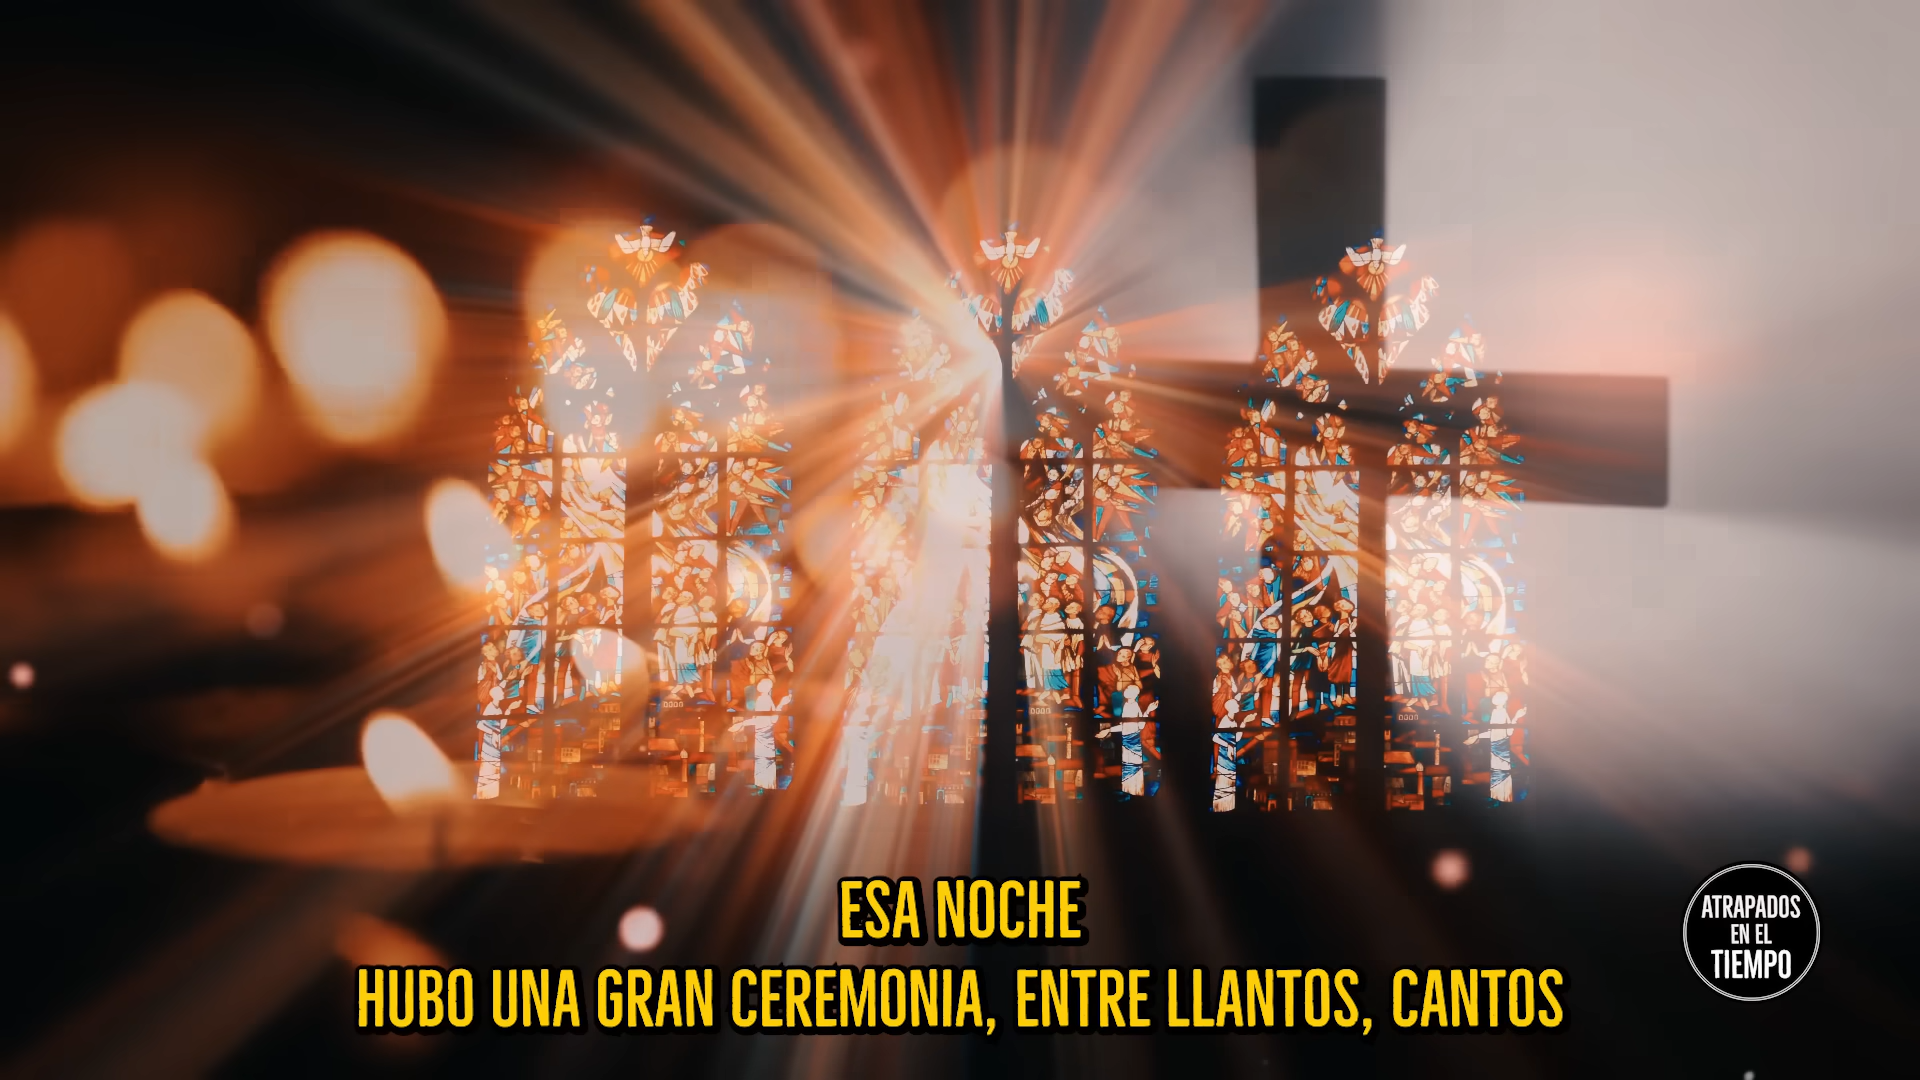 ESA NOCHE
HUBO UNA GRAN CEREMONIA, ENTRE LLANTOS, CANTOS
ATRAPADOS
EN EL
TIEMPO